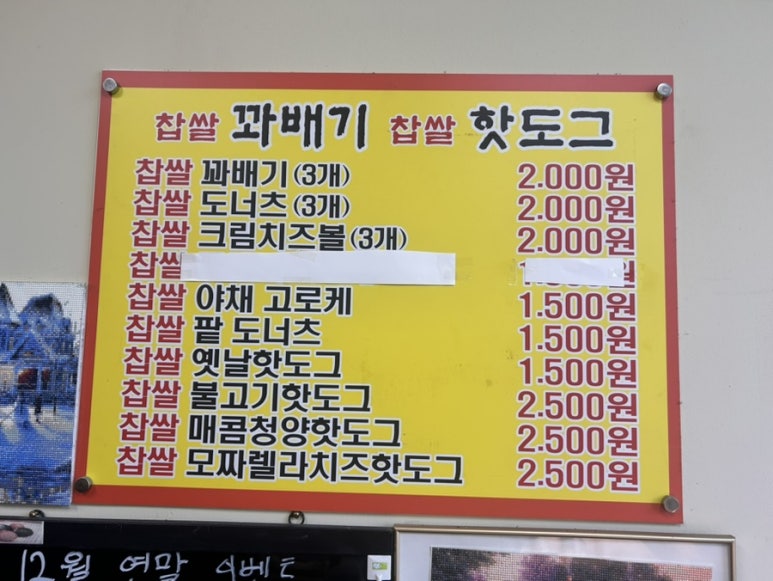 찹쌀 꽈배기 찹쌀 핫도그
찹쌀 꽈배기 (3개) 2.000원
찹쌀 도너츠 (3개) 2.000원
찹쌀 크림치즈볼 (3개) 2.000원
찹쌀
찹쌀 야채 고로케 1.500원
찹쌀 팥 도너츠 1.500원
찹쌀 옛날핫도그 1.500원
찹쌀 불고기핫도그 2.500원
찹쌀 매콤청양핫도그 2.500원
찹쌀 모짜렐라치즈핫도그 2.500원
12월 연말 이벤트